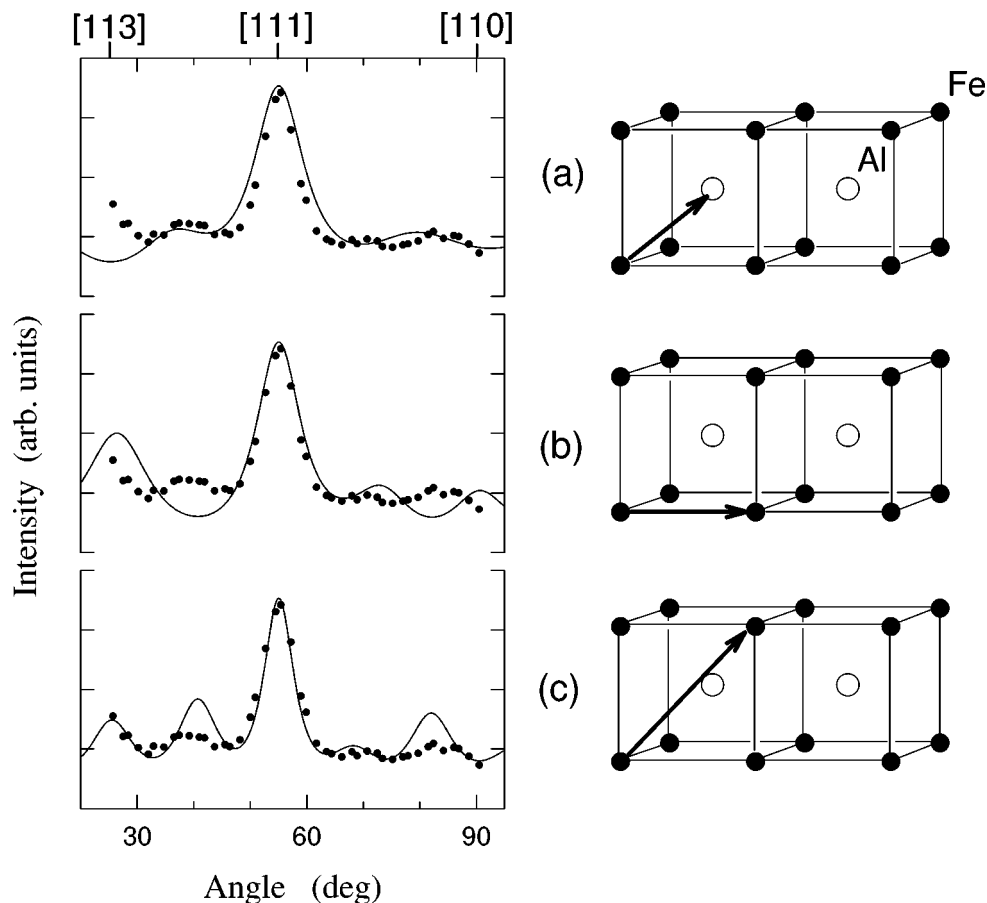 [113] [111] [110]
Fe
Al
(a)
(b)
(c)
Intensity (arb. units)
30 60 90
Angle (deg)